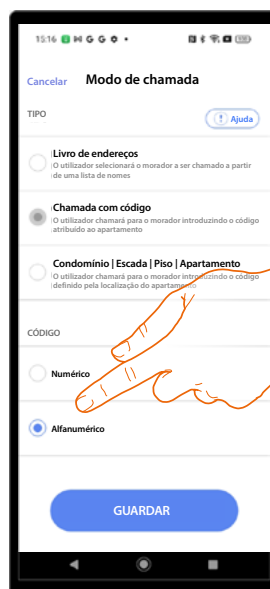 15:16
Cancelar Modo de chamada
TIPO
Ajuda
Livro de endereços
O utilizador selecionará o morador a ser chamado a partir
de uma lista de nomes
Chamada com código
O utilizador chamará para o morador introduzindo o código
atribuído ao apartamento
Condomínio | Escada | Piso | Apartamento
O utilizador chamará para o morador introduzindo o código
definido pela localização do apartamento
CÓDIGO
Numérico
Alfanumérico
GUARDAR